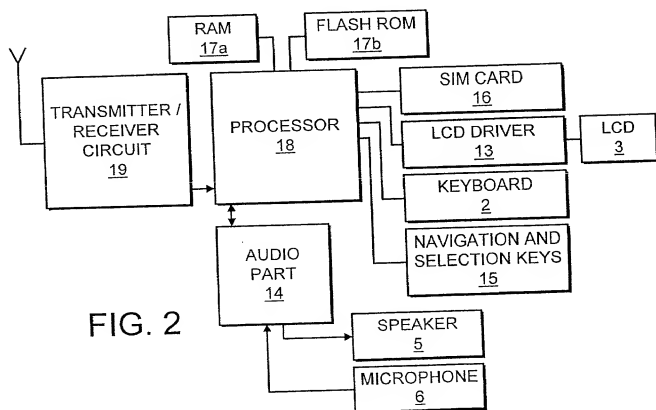 RAM
17a
FLASH ROM
17b
TRANSMITTER /
RECEIVER
CIRCUIT
19
PROCESSOR
18
SIM CARD
16
LCD DRIVER
13
LCD
3
KEYBOARD
2
NAVIGATION AND
SELECTION KEYS
15
AUDIO
PART
14
SPEAKER
5
MICROPHONE
6
FIG. 2